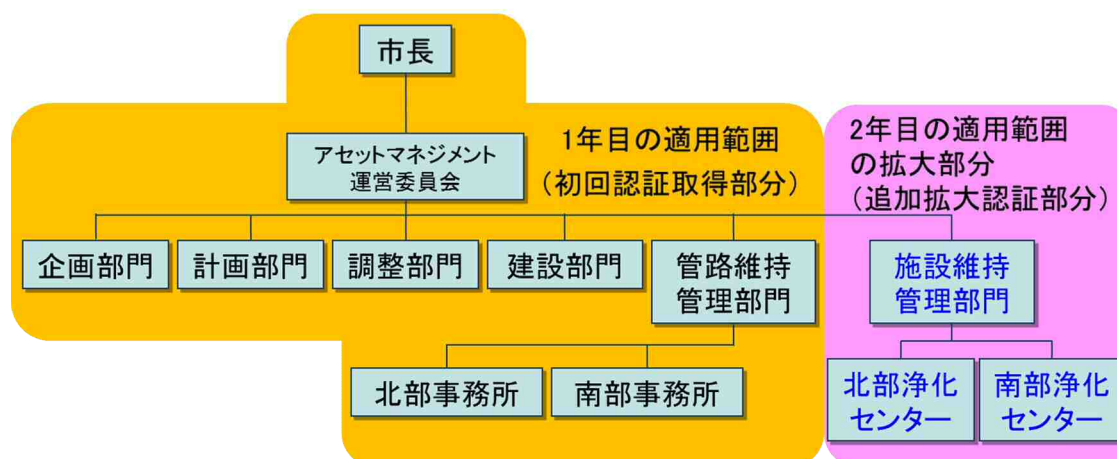 市長
アセットマネジメント
運営委員会
1年目の適用範囲
（初回認証取得部分）
2年目の適用範囲
の拡大部分
（追加拡大認証部分）
企画部門
計画部門
調整部門
建設部門
管路維持
管理部門
施設維持
管理部門
北部事務所
南部事務所
北部浄化
センター
南部浄化
センター